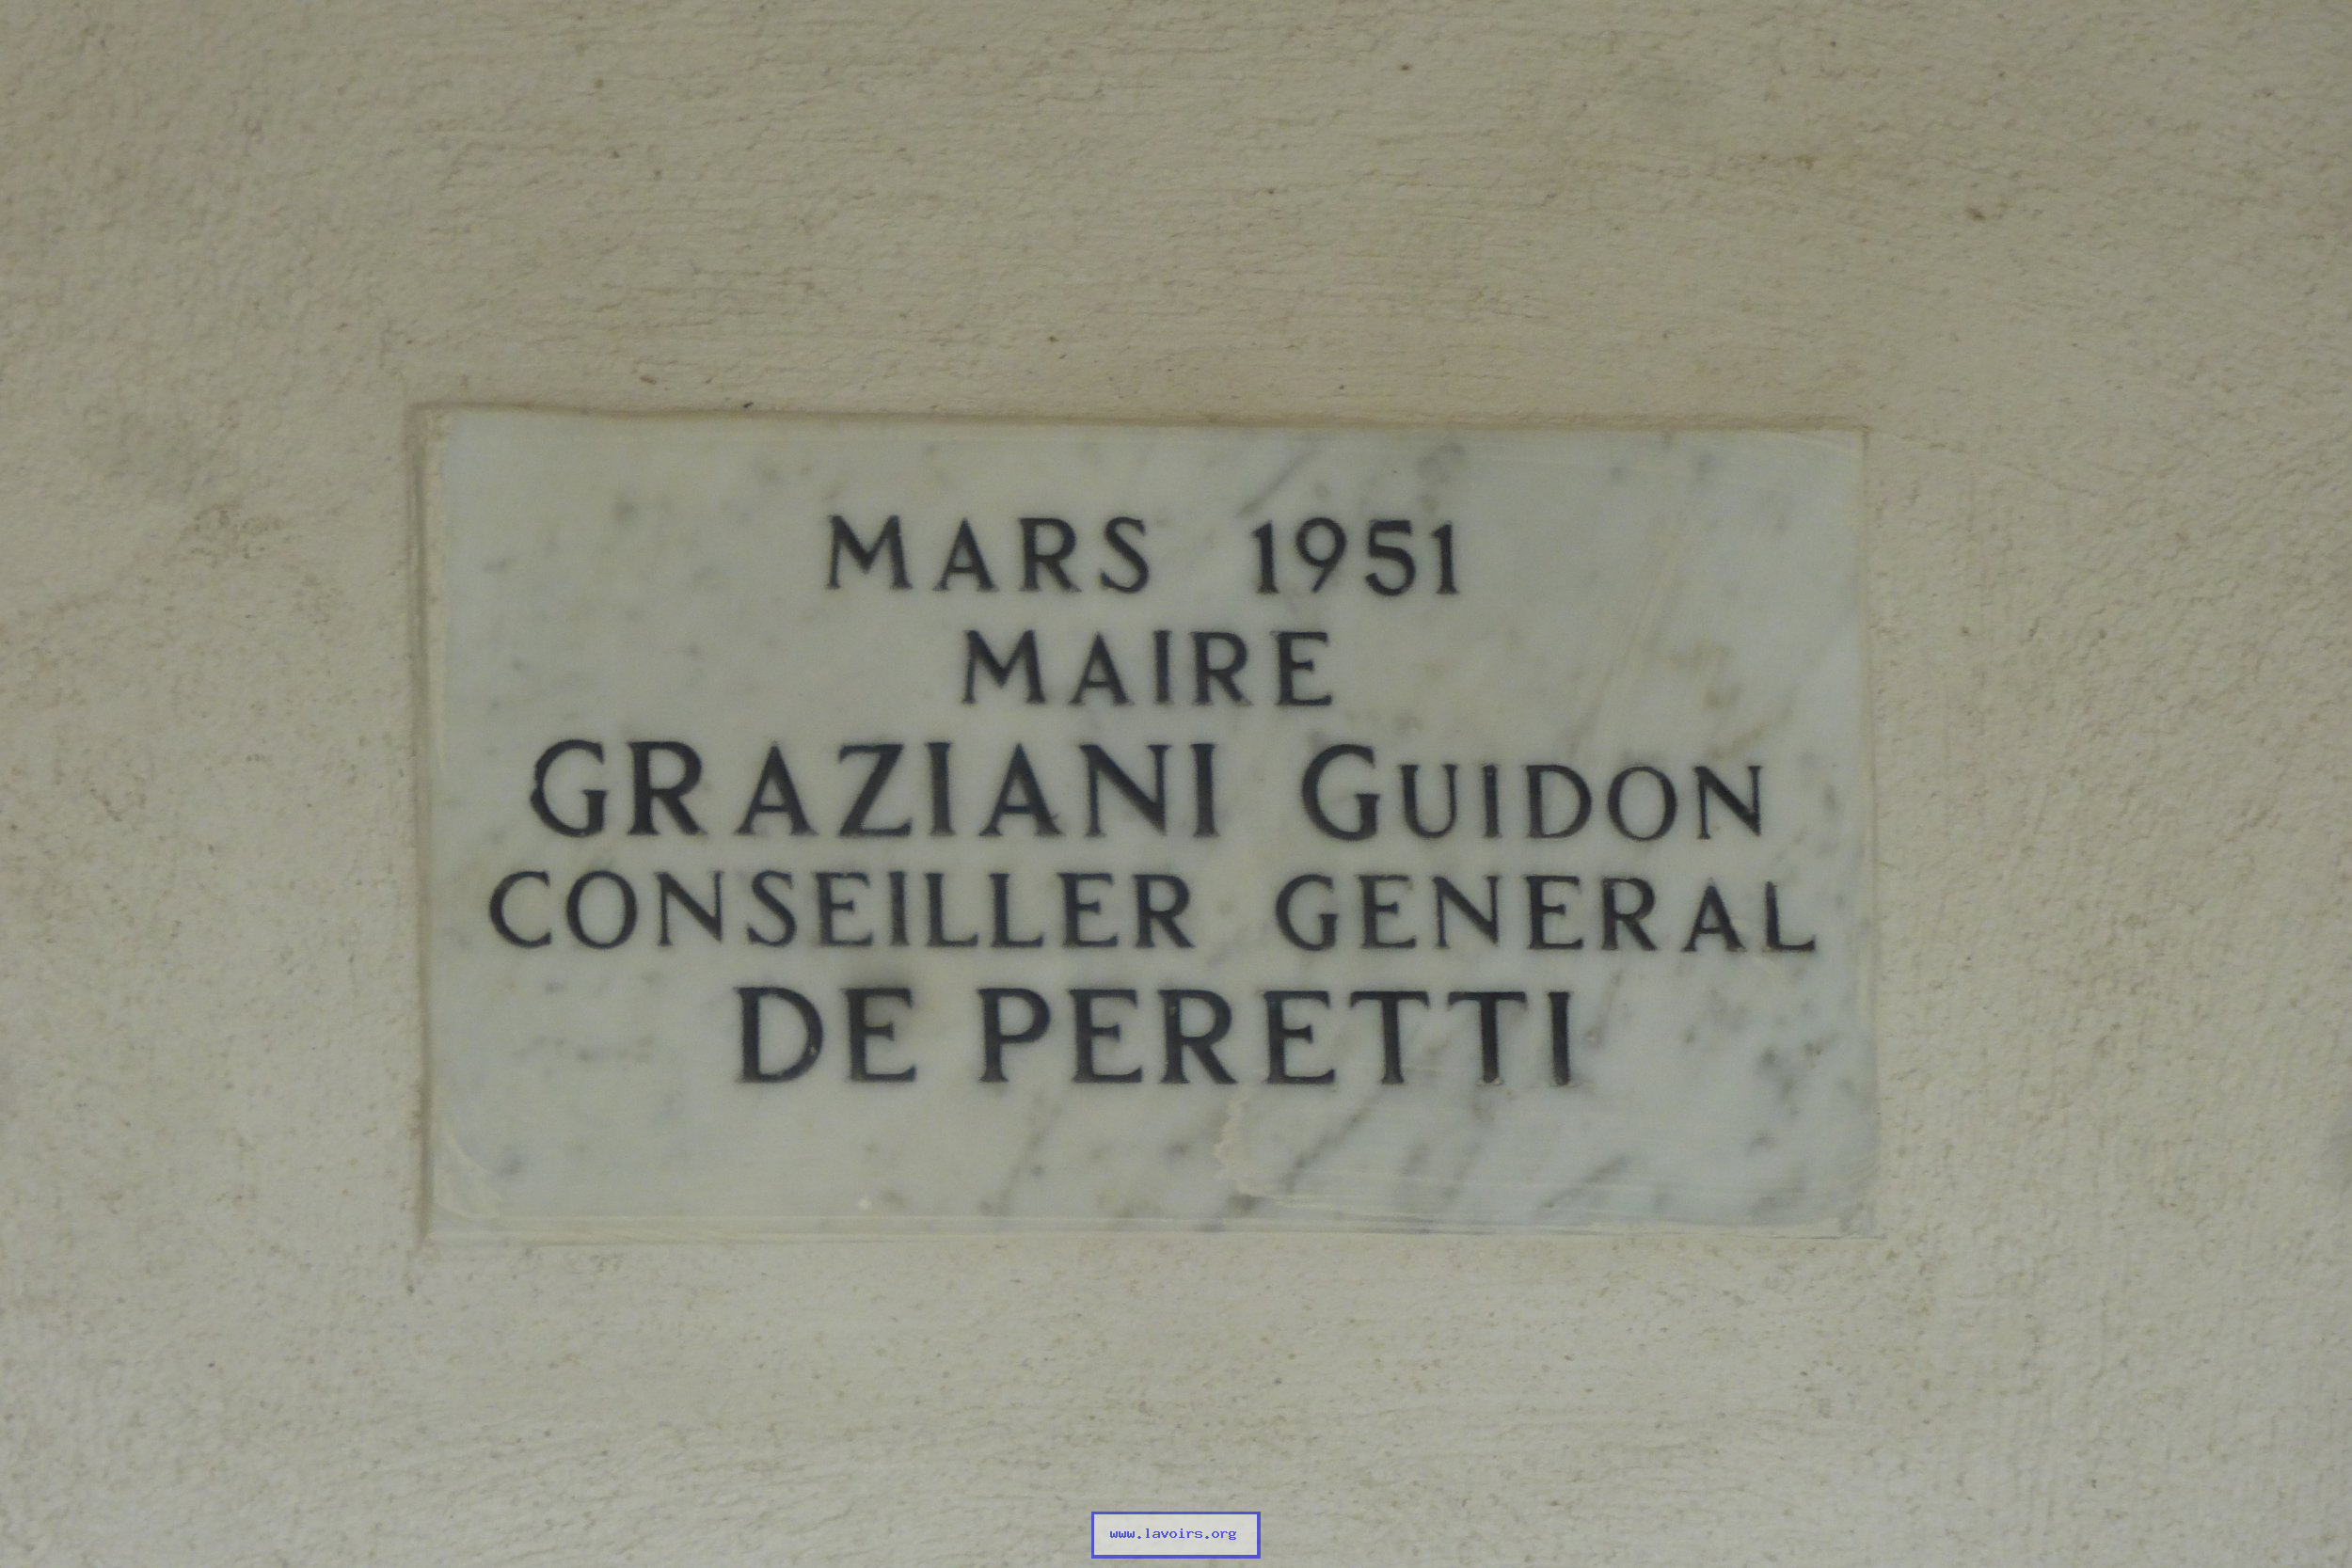 MARS 1951
MAIRE
GRAZIANI GUIDON
CONSEILLER GENERAL
DE PERETTI
www.lavoirs.org